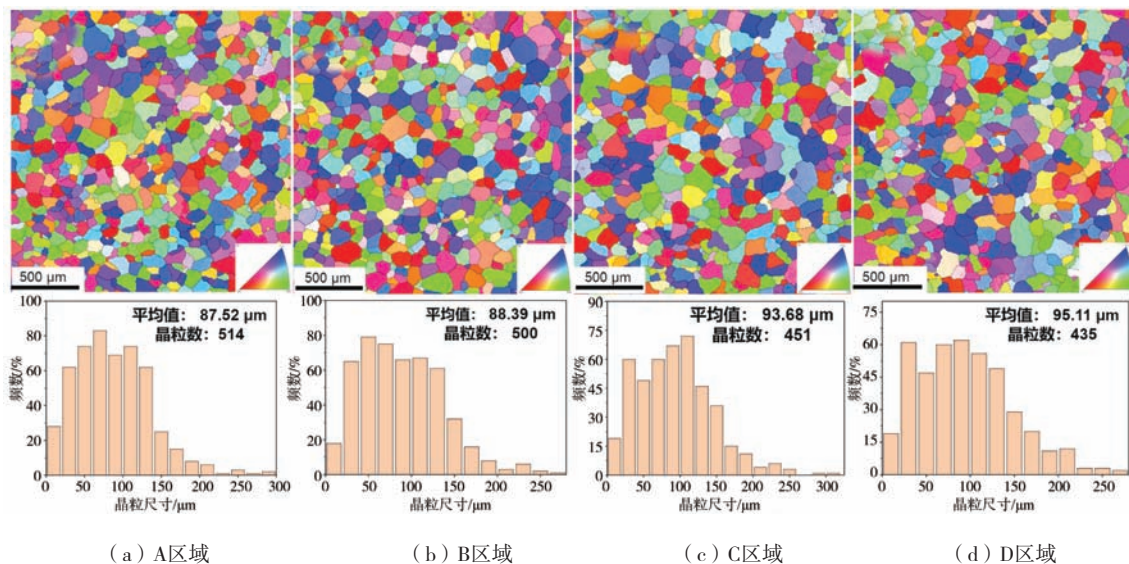 500 μm
500 μm
500 μm
500 μm
平均值： 87.52 μm
晶粒数：514
频数/%
100
80
60
40
20
0
0 50 100 150 200 250 300
晶粒尺寸/μm
平均值： 88.39 μm
晶粒数： 500
频数/%
100
80
60
40
20
0
0 50 100 150 200 250
晶粒尺寸/μm
平均值： 93.68 μm
晶粒数： 451
频数/%
90
75
60
45
30
15
0
0 50 100 150 200 250 300
晶粒尺寸/μm
平均值： 95.11 μm
晶粒数： 435
频数/%
75
60
45
30
15
0
0 50 100 150 200 250
晶粒尺寸/μm
（a）A区域
（b）B区域
（c）C区域
（d）D区域